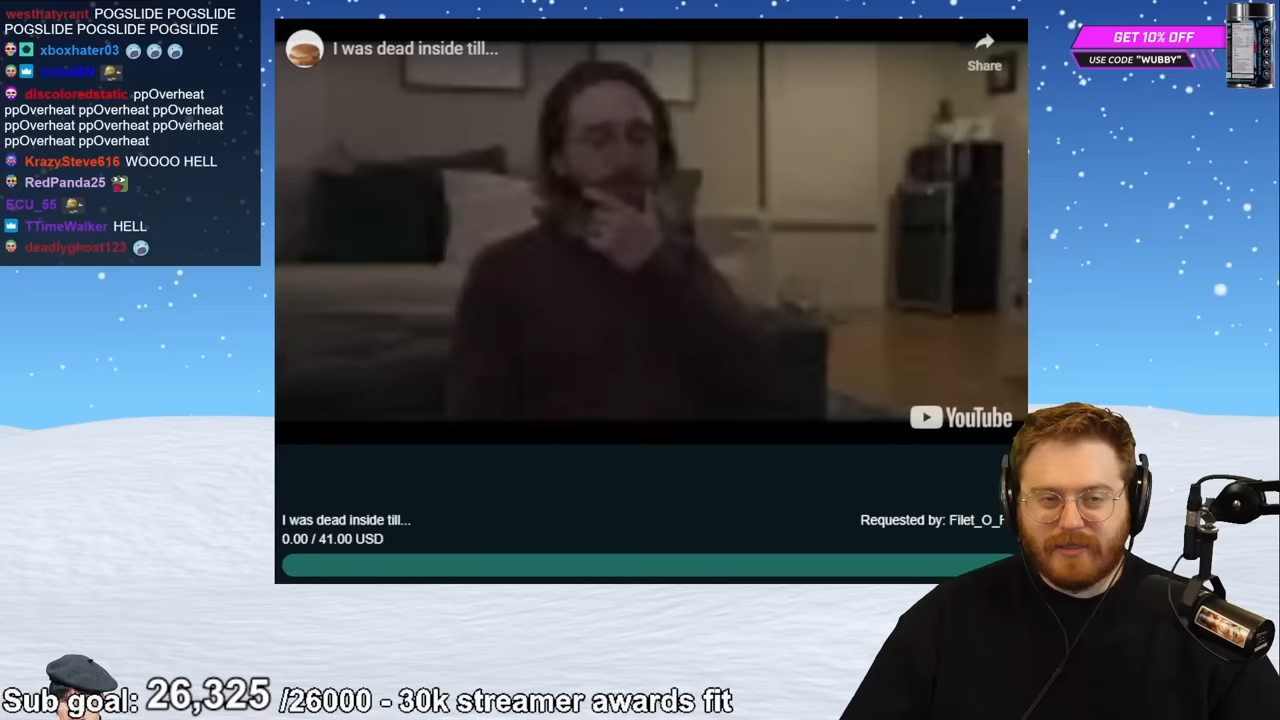 westhatyrant POGSLIDE POGSLIDE
POGSLIDE POGSLIDE POGSLIDE
xboxhater03
discoloredstatic ppOverheat
ppOverheat ppOverheat ppOverheat
ppOverheat ppOverheat ppOverheat
ppOverheat ppOverheat
KrazySteve616 WOOOO HELL
RedPanda25
ECU_55
TTimeWalker HELL
deadlyghost123
I was dead inside till...
Share
YouTube
GET 10% OFF
USE CODE "WUBBY"
I was dead inside till...
Requested by: Filet_O_F
0.00 / 41.00 USD
Sub goal: 26,325 /26000 - 30k streamer awards fit